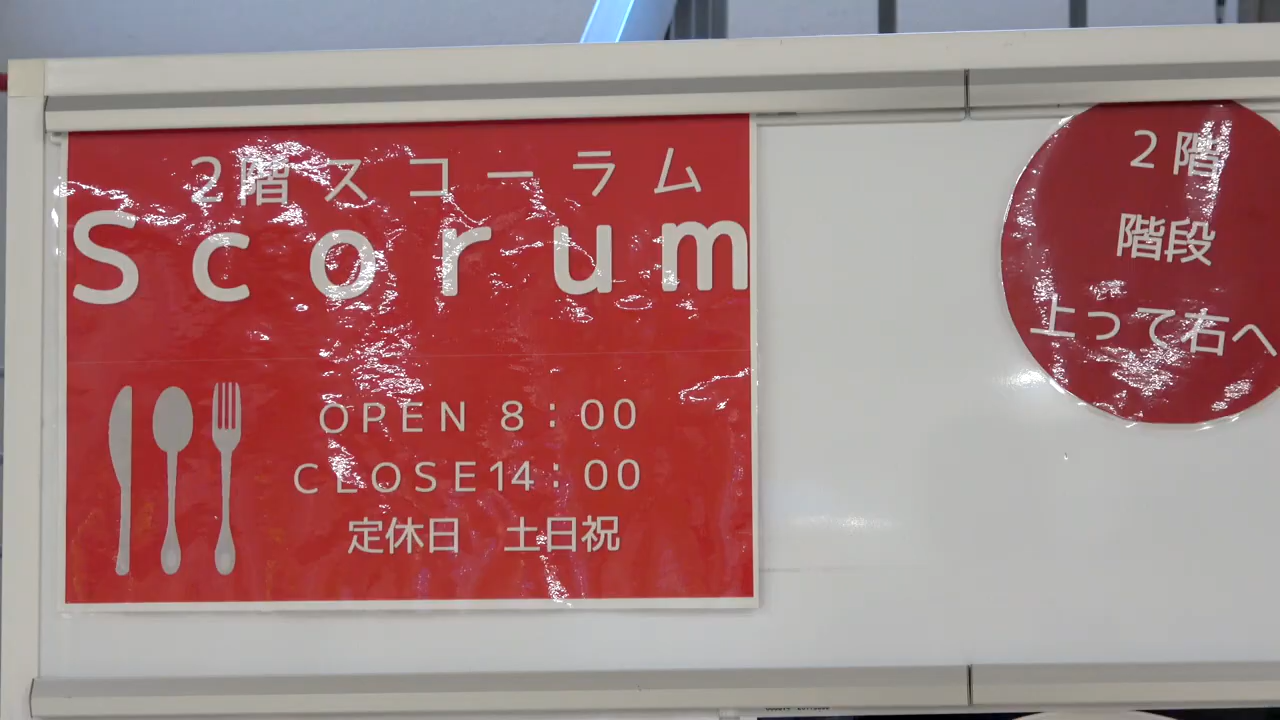 2階スコーラム
Scorum
OPEN 8:00
CLOSE14:00
定休日 土日祝
2階
階段
上って右へ